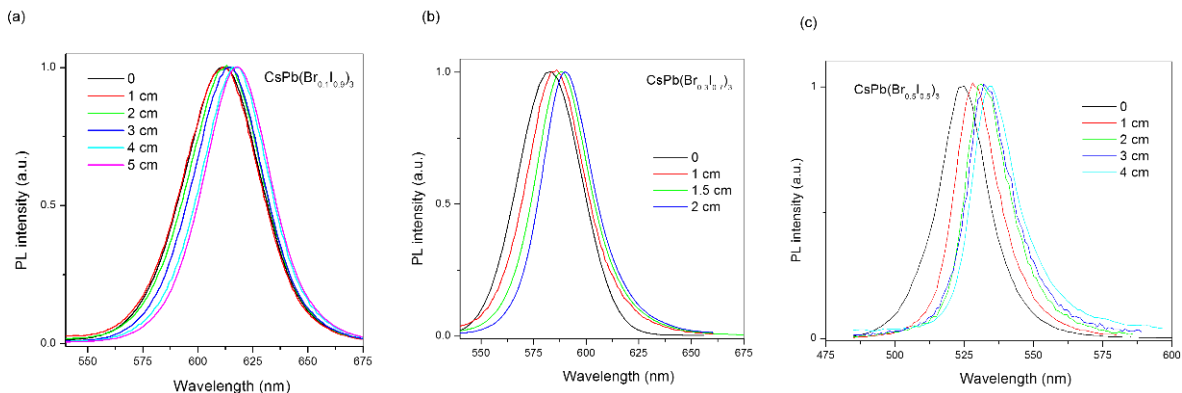 (a)
PL intensity (a.u.)
1.0
0.5
0.0
0
1 cm
2 cm
3 cm
4 cm
5 cm
CsPb(Br₀.₁I₀.₉)₃
550 575 600 625 650 675
Wavelength (nm)
(b)
PL intensity (a.u.)
1.0
0.5
0.0
CsPb(Br₀.₃I₀.₇)₃
0
1 cm
1.5 cm
2 cm
550 575 600 625 650 675
Wavelength (nm)
(c)
PL intensity (a.u.)
1
0
CsPb(Br₀.₅I₀.₅)₃
0
1 cm
2 cm
3 cm
4 cm
475 500 525 550 575 600
Wavelength (nm)